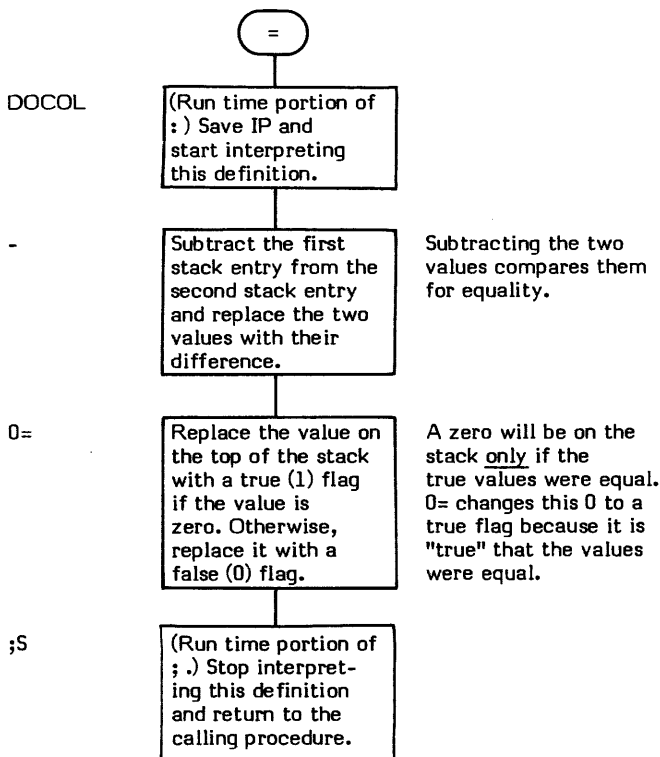 =
DOCOL
(Run time portion of
: ) Save IP and
start interpreting
this definition.
-
Subtract the first
stack entry from the
second stack entry
and replace the two
values with their
difference.
Subtracting the two
values compares them
for equality.
0=
Replace the value on
the top of the stack
with a true (1) flag
if the value is
zero. Otherwise,
replace it with a
false (0) flag.
A zero will be on the
stack only if the
true values were equal.
0= changes this 0 to a
true flag because it is
"true" that the values
were equal.
;S
(Run time portion of
; .) Stop interpret-
ing this definition
and return to the
calling procedure.